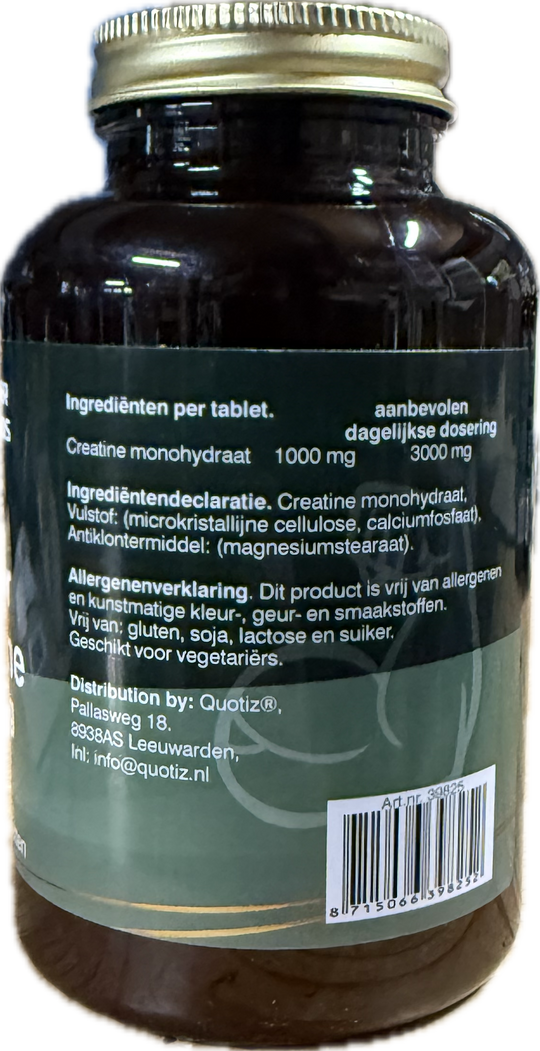 Ingrediënten per tablet.
aanbevolen
dagelijkse dosering
Creatine monohydraat 1000 mg 3000 mg
Ingrediëntendeclaratie. Creatine monohydraat,
Vulstof: (microkristallijne cellulose, calciumfosfaat),
Antiklontermiddel: (magnesiumstearaat).
Allergenenverklaring. Dit product is vrij van allergenen
en kunstmatige kleur-, geur- en smaakstoffen.
Vrij van: gluten, soja, lactose en suiker.
Geschikt voor vegetariërs.
Distribution by: Quotiz®,
Pallasweg 18.
8938AS Leeuwarden,
Inl: info@quotiz.nl
Art.nr. 39825
8 715066 398252